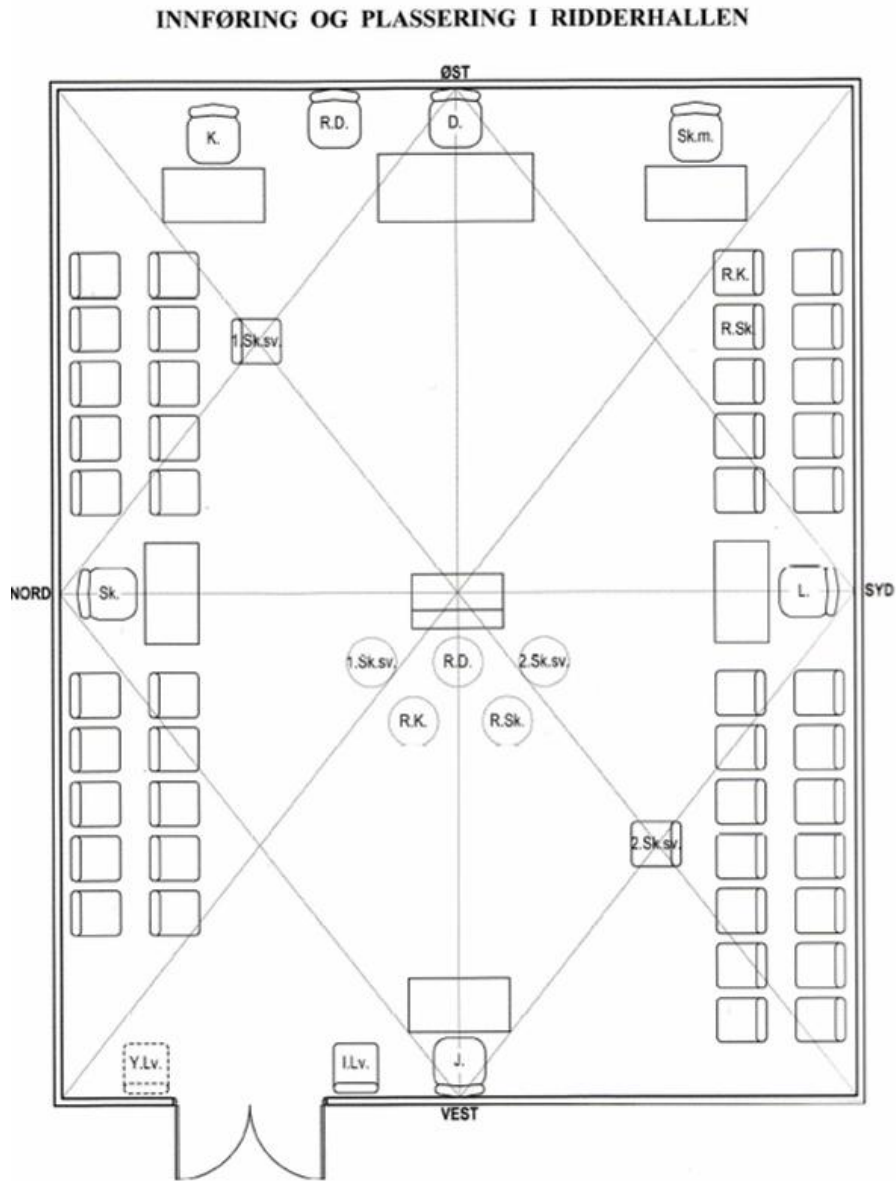 INNFØRING OG PLASSERING I RIDDERHALLEN
ØST
K.
R.D.
D.
Sk.m.
R.K.
R.Sk.
1.Sk.sv.
NORD
Sk.
L.
SYD
1.Sk.sv.
R.D.
2.Sk.sv.
R.K.
R.Sk.
2.Sk.sv.
Y.Lv.
I.Lv.
J.
VEST